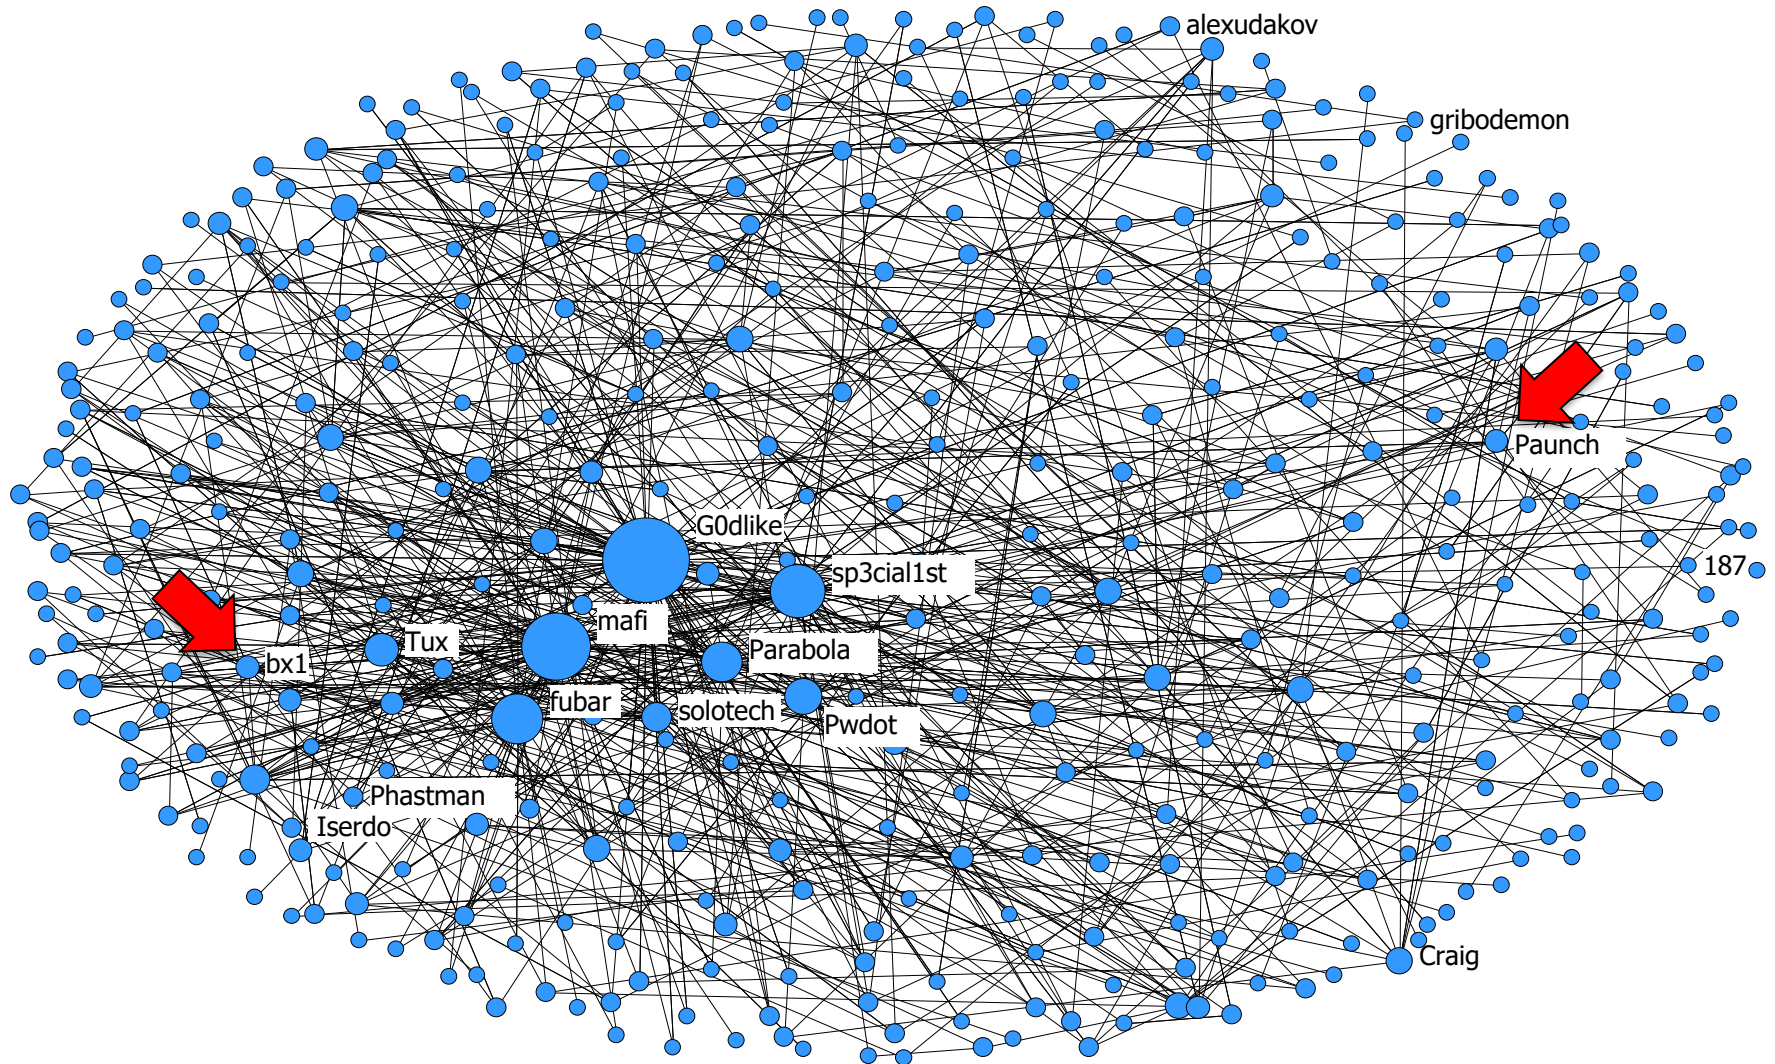 alexudakov
gribodemon
Paunch
G0dlike
sp3cial1st
187
mafi
Tux
Parabola
bx1
fubar
solotech
Pwdot
Phastman
Iserdo
Craig